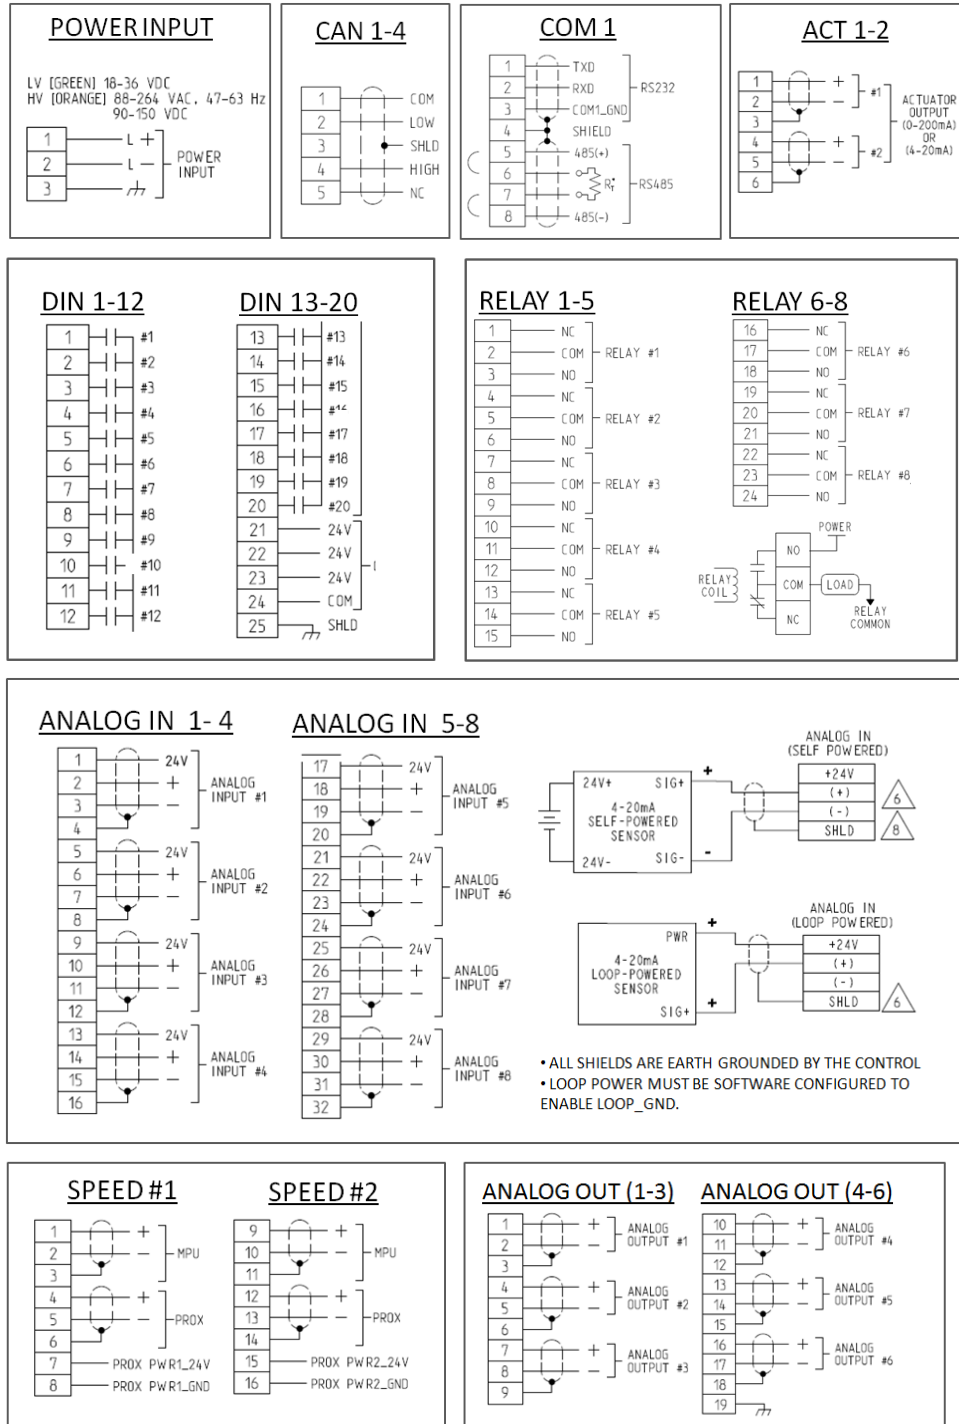 POWER INPUT
LV [GREEN] 18-36 VDC
HV [ORANGE] 88-264 VAC, 47-63 Hz
90-150 VDC
1 L +
2 L -
3
POWER
INPUT
CAN 1-4
1 COM
2 LOW
3 SHLD
4 HIGH
5 NC
COM 1
1 TXD
2 RXD
3 COM1_GND
RS232
4 SHIELD
5 485(+)
6
7
8 485(-)
RT*
RS485
ACT 1-2
1 +
2 -
3
#1
4 +
5 -
6
#2
ACTUATOR
OUTPUT
(0-200mA)
OR
(4-20mA)
DIN 1-12
1 #1
2 #2
3 #3
4 #4
5 #5
6 #6
7 #7
8 #8
9 #9
10 #10
11 #11
12 #12
DIN 13-20
13 #13
14 #14
15 #15
16
17 #17
18 #18
19 #19
20 #20
21 24V
22 24V
23 24V
24 COM
25 SHLD
RELAY 1-5
1 NC
2 COM RELAY #1
3 NO
4 NC
5 COM RELAY #2
6 NO
7 NC
8 COM RELAY #3
9 NO
10 NC
11 COM RELAY #4
12 NO
13 NC
14 COM RELAY #5
15 NO
RELAY 6-8
16 NC
17 COM RELAY #6
18 NO
19 NC
20 COM RELAY #7
21 NO
22 NC
23 COM RELAY #8
24 NO
POWER
NO
RELAY
COIL
COM LOAD
NC
RELAY
COMMON
ANALOG IN 1- 4
1 24V
2 +
3 -
4
ANALOG
INPUT #1
5 24V
6 +
7 -
8
ANALOG
INPUT #2
9 24V
10 +
11 -
12
ANALOG
INPUT #3
13 24V
14 +
15 -
16
ANALOG
INPUT #4
ANALOG IN 5-8
17 24V
18 +
19 -
20
ANALOG
INPUT #5
21 24V
22 +
23 -
24
ANALOG
INPUT #6
25 24V
26 +
27 -
28
ANALOG
INPUT #7
29 24V
30 +
31 -
32
ANALOG
INPUT #8
ANALOG IN
(SELF POWERED)
24V+ SIG+ +
4-20mA
SELF-POWERED
SENSOR
24V- SIG- -
+24V
(+)
(-)
SHLD
6
8
ANALOG IN
(LOOP POWERED)
PWR +
4-20mA
LOOP-POWERED
SENSOR
SIG+ +
+24V
(+)
(-)
SHLD
6
• ALL SHIELDS ARE EARTH GROUNDED BY THE CONTROL
• LOOP POWER MUST BE SOFTWARE CONFIGURED TO
ENABLE LOOP_GND.
SPEED #1
1 +
2 -
3
MPU
4 +
5 -
6
PROX
7 PROX PWR1_24V
8 PROX PWR1_GND
SPEED #2
9 +
10 -
11
MPU
12 +
13 -
14
PROX
15 PROX PWR2_24V
16 PROX PWR2_GND
ANALOG OUT (1-3)
1 +
2 -
3
ANALOG
OUTPUT #1
4 +
5 -
6
ANALOG
OUTPUT #2
7 +
8 -
9
ANALOG
OUTPUT #3
ANALOG OUT (4-6)
10 +
11 -
12
ANALOG
OUTPUT #4
13 +
14 -
15
ANALOG
OUTPUT #5
16 +
17 -
18
ANALOG
OUTPUT #6
19